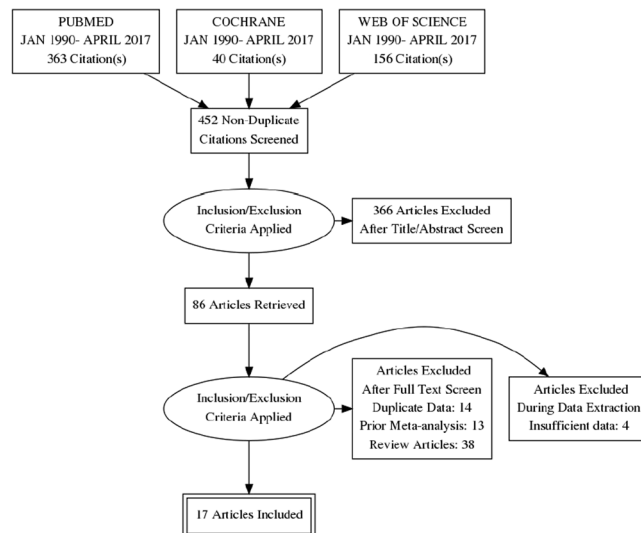 PUBMED
JAN 1990- APRIL 2017
363 Citation(s)
COCHRANE
JAN 1990- APRIL 2017
40 Citation(s)
WEB OF SCIENCE
JAN 1990- APRIL 2017
156 Citation(s)
452 Non-Duplicate
Citations Screened
Inclusion/Exclusion
Criteria Applied
366 Articles Excluded
After Title/Abstract Screen
86 Articles Retrieved
Inclusion/Exclusion
Criteria Applied
Articles Excluded
After Full Text Screen
Duplicate Data: 14
Prior Meta-analysis: 13
Review Articles: 38
Articles Excluded
During Data Extraction
Insufficient data: 4
17 Articles Included